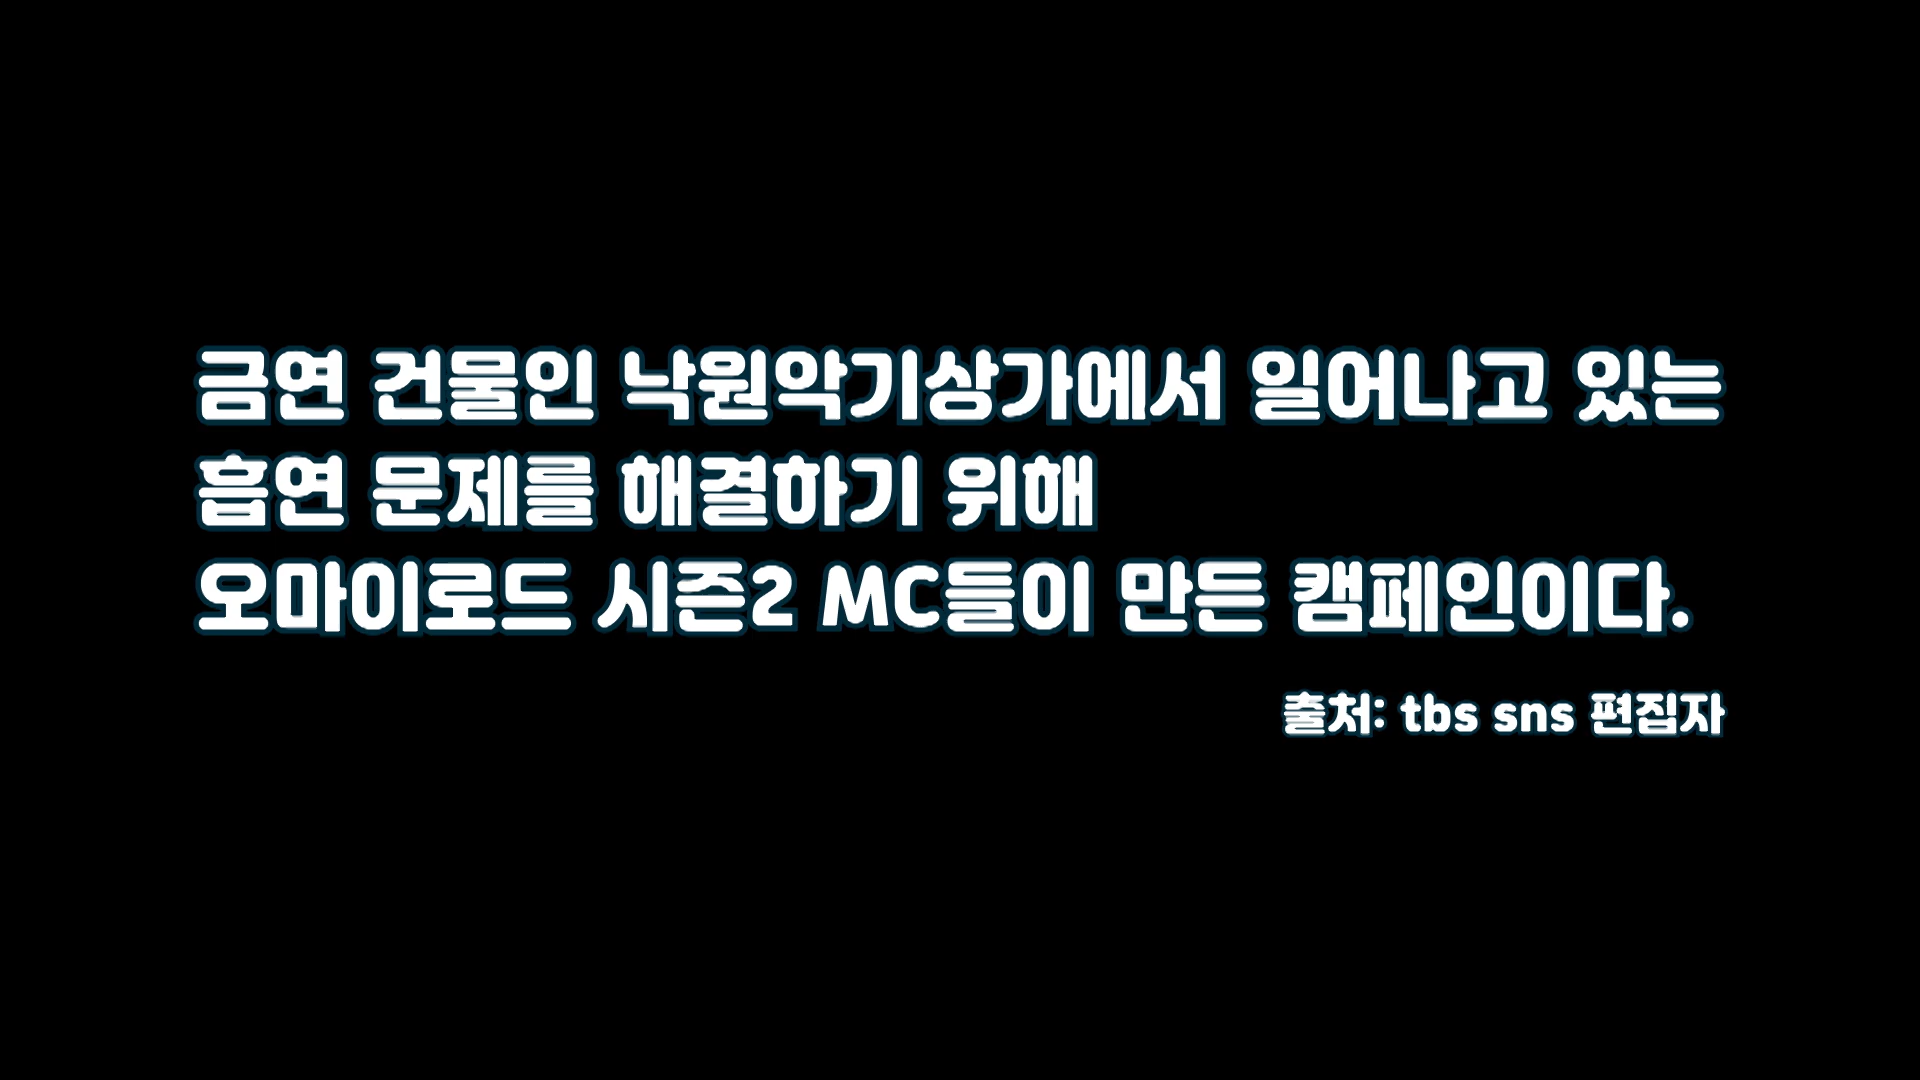 금연 건물인 낙원악기상가에서 일어나고 있는
흡연 문제를 해결하기 위해
오마이로드 시즌2 MC들이 만든 캠페인이다.
출처: tbs sns 편집자